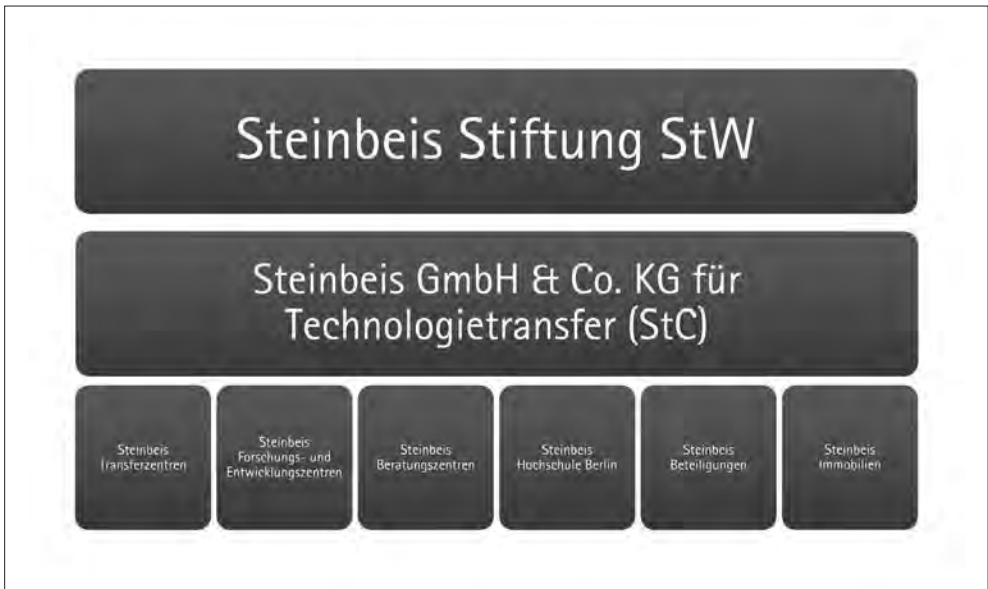 Steinbeis Stiftung StW
Steinbeis GmbH & Co. KG für
Technologietransfer (StC)
Steinbeis
Transferzentren
Steinbeis
Forschungs- und
Entwicklungszentren
Steinbeis
Beratungszentren
Steinbeis
Hochschule Berlin
Steinbeis
Beteiligungen
Steinbeis
Immobilien